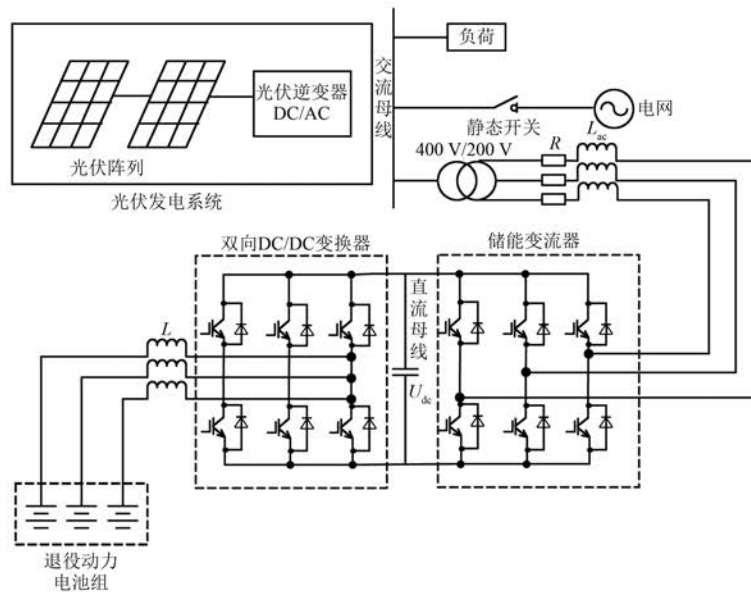 负荷
光伏逆变器
DC/AC
交流母线
静态开关
电网
光伏阵列
光伏发电系统
400 V/200 V
R
Lac
双向DC/DC变换器
储能变流器
直流母线
L
Udc
退役动力
电池组